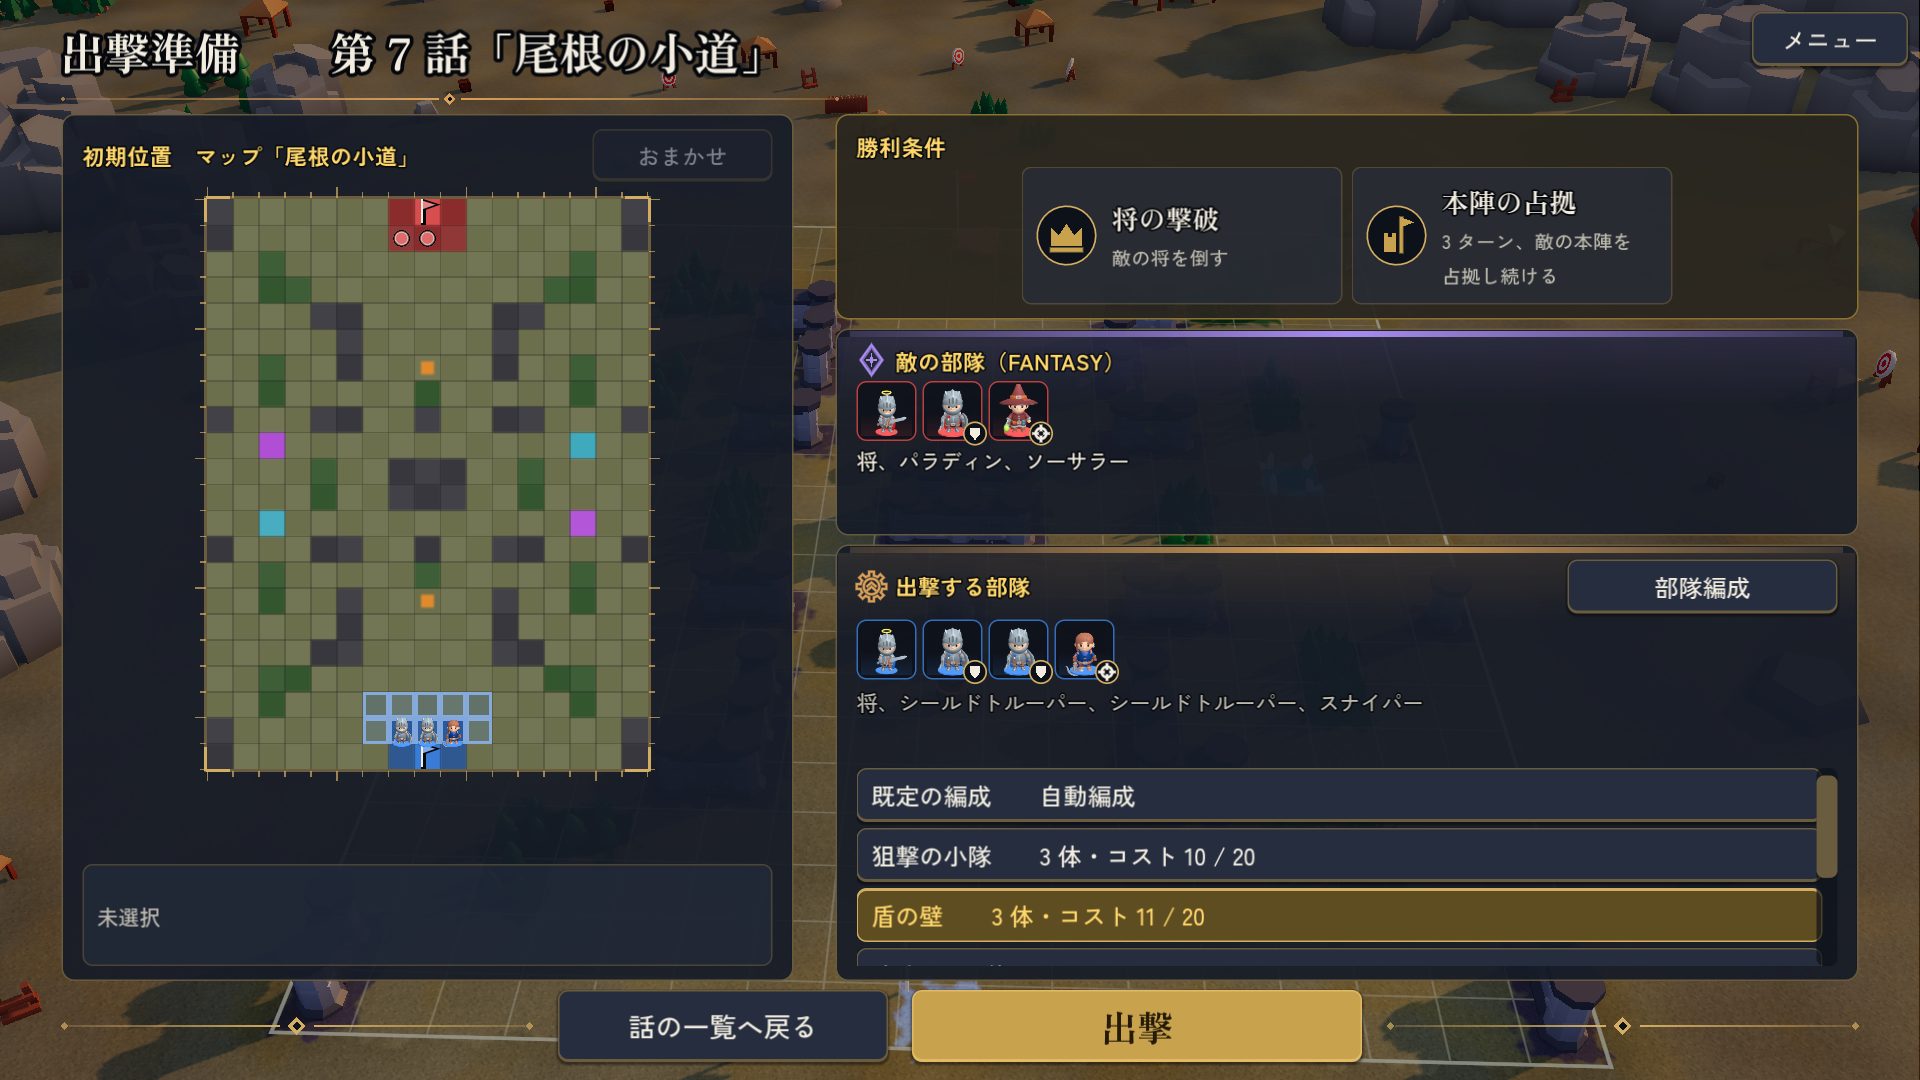 出撃準備　第7話「尾根の小道」
メニュー
初期位置　マップ「尾根の小道」
おまかせ
未選択
勝利条件
将の撃破
敵の将を倒す
本陣の占拠
3 ターン、敵の本陣を
占拠し続ける
敵の部隊（FANTASY）
将、パラディン、ソーサラー
出撃する部隊
部隊編成
将、シールドトルーパー、シールドトルーパー、スナイパー
既定の編成　自動編成
狙撃の小隊　3 体・コスト 10 / 20
盾の壁　3 体・コスト 11 / 20
話の一覧へ戻る
出撃